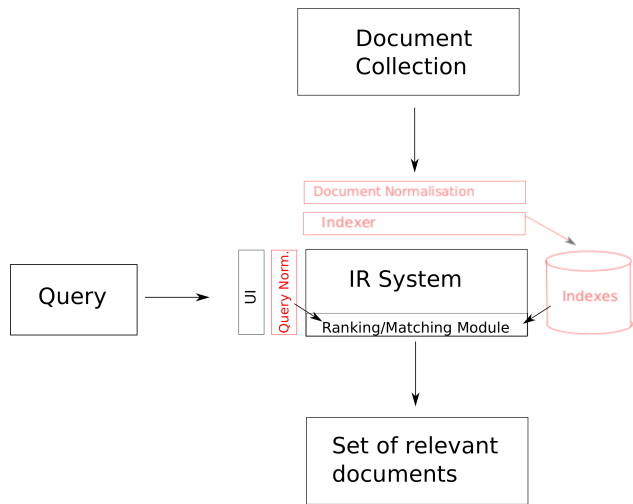 Document
Collection
Document Normalisation
Indexer
Query
UI
Query Norm.
IR System
Ranking/Matching Module
Indexes
Set of relevant
documents